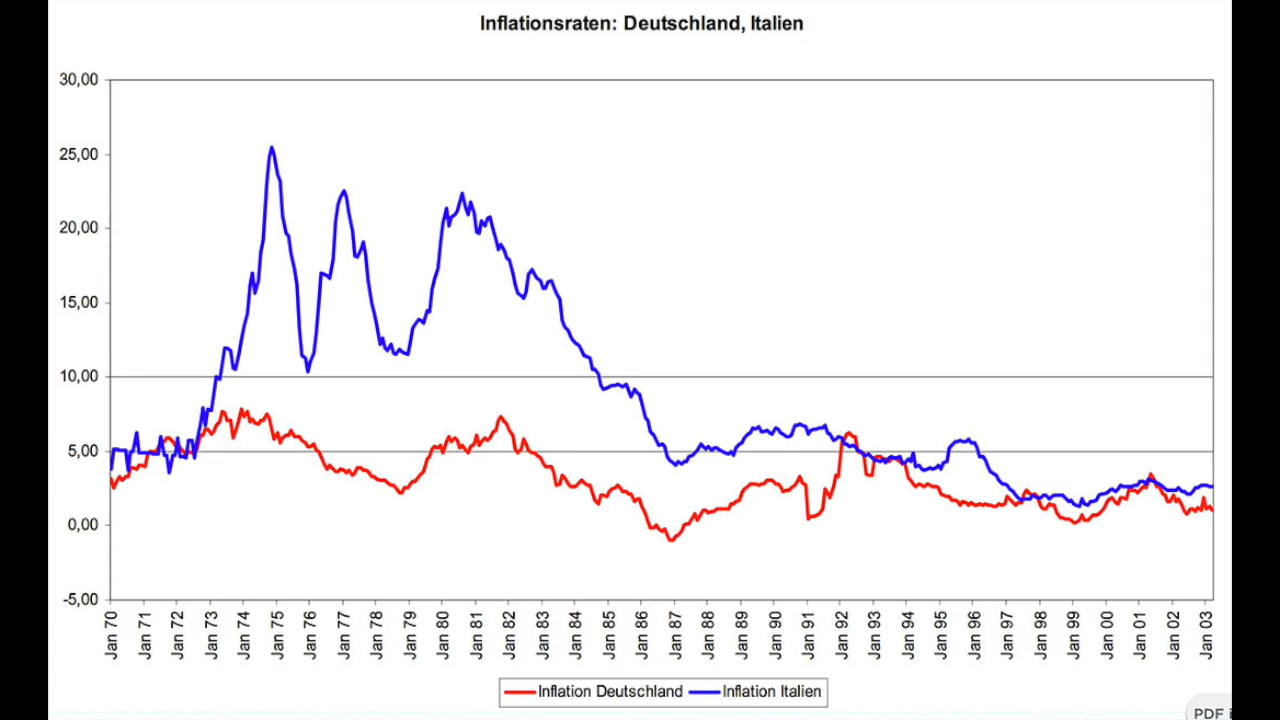 Inflationsraten: Deutschland, Italien
30,00
25,00
20,00
15,00
10,00
5,00
0,00
-5,00
Jan 70
Jan 71
Jan 72
Jan 73
Jan 74
Jan 75
Jan 76
Jan 77
Jan 78
Jan 79
Jan 80
Jan 81
Jan 82
Jan 83
Jan 84
Jan 85
Jan 86
Jan 87
Jan 88
Jan 89
Jan 90
Jan 91
Jan 92
Jan 93
Jan 94
Jan 95
Jan 96
Jan 97
Jan 98
Jan 99
Jan 00
Jan 01
Jan 02
Jan 03
Inflation Deutschland Inflation Italien
PDF